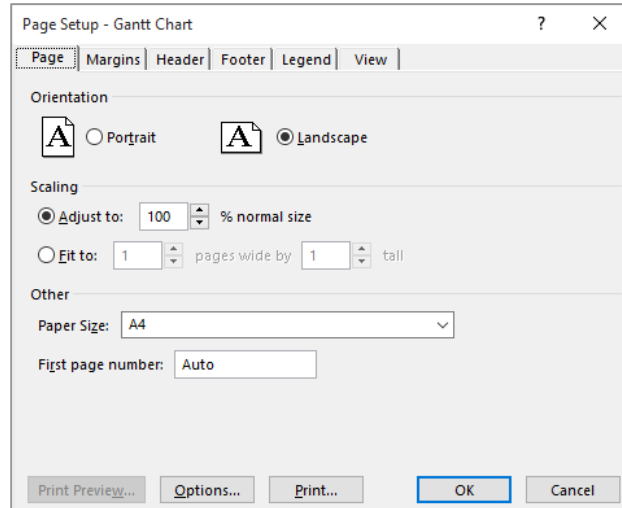 Page Setup - Gantt Chart ? ×
Page Margins Header Footer Legend View
Orientation
A Portrait A Landscape
Scaling
Adjust to: 100 % normal size
Fit to: 1 pages wide by 1 tall
Other
Paper Size: A4
First page number: Auto
Print Preview... Options... Print... OK Cancel